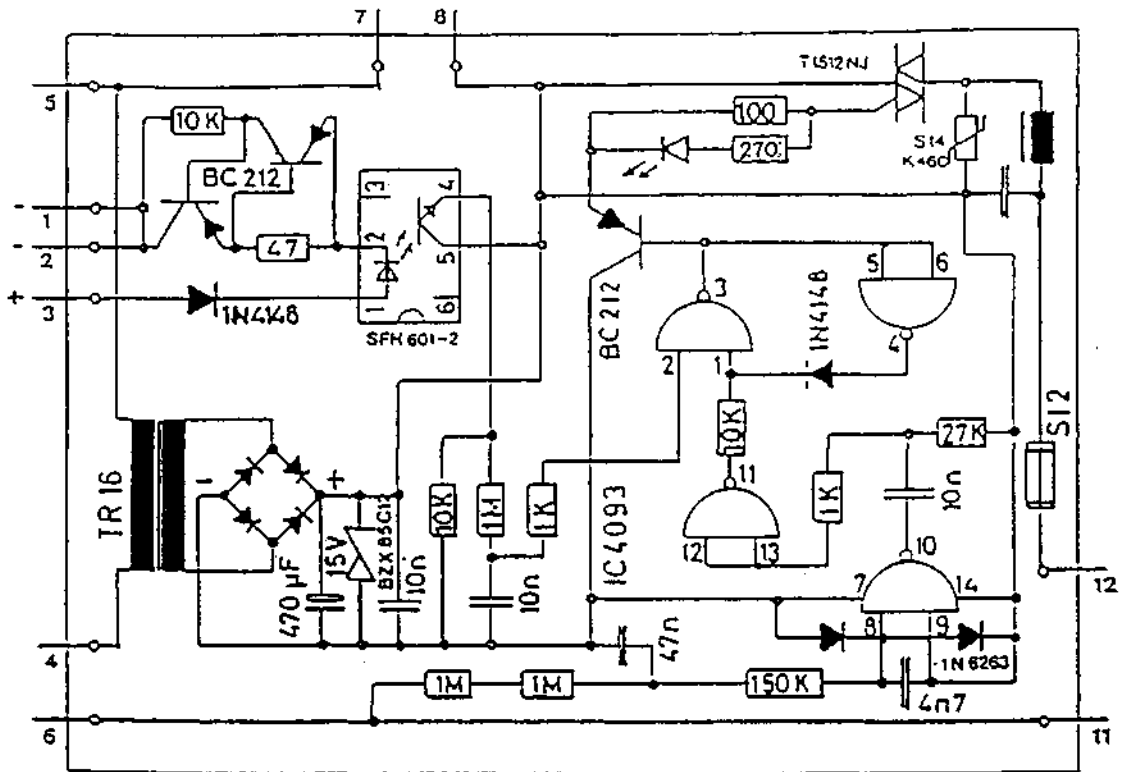 7 8
5
TLS12NJ
10K
100
270
S14
K460
BC212
-
1
-
2
+
3
47
3 4
2
5
1 6
1N4148
SFH 601-2
5 6
4
3
2 1
BC212
1N4148
10K
11
12 13
1K
27K
10n
S12
10
7 14
8 9
12
IC4093
TR16
- +
470 µF
15V
BZX85C12
10n
10K
1M
1K
10n
47n
1N6263
4
1M
1M
150K
4n7
6
11